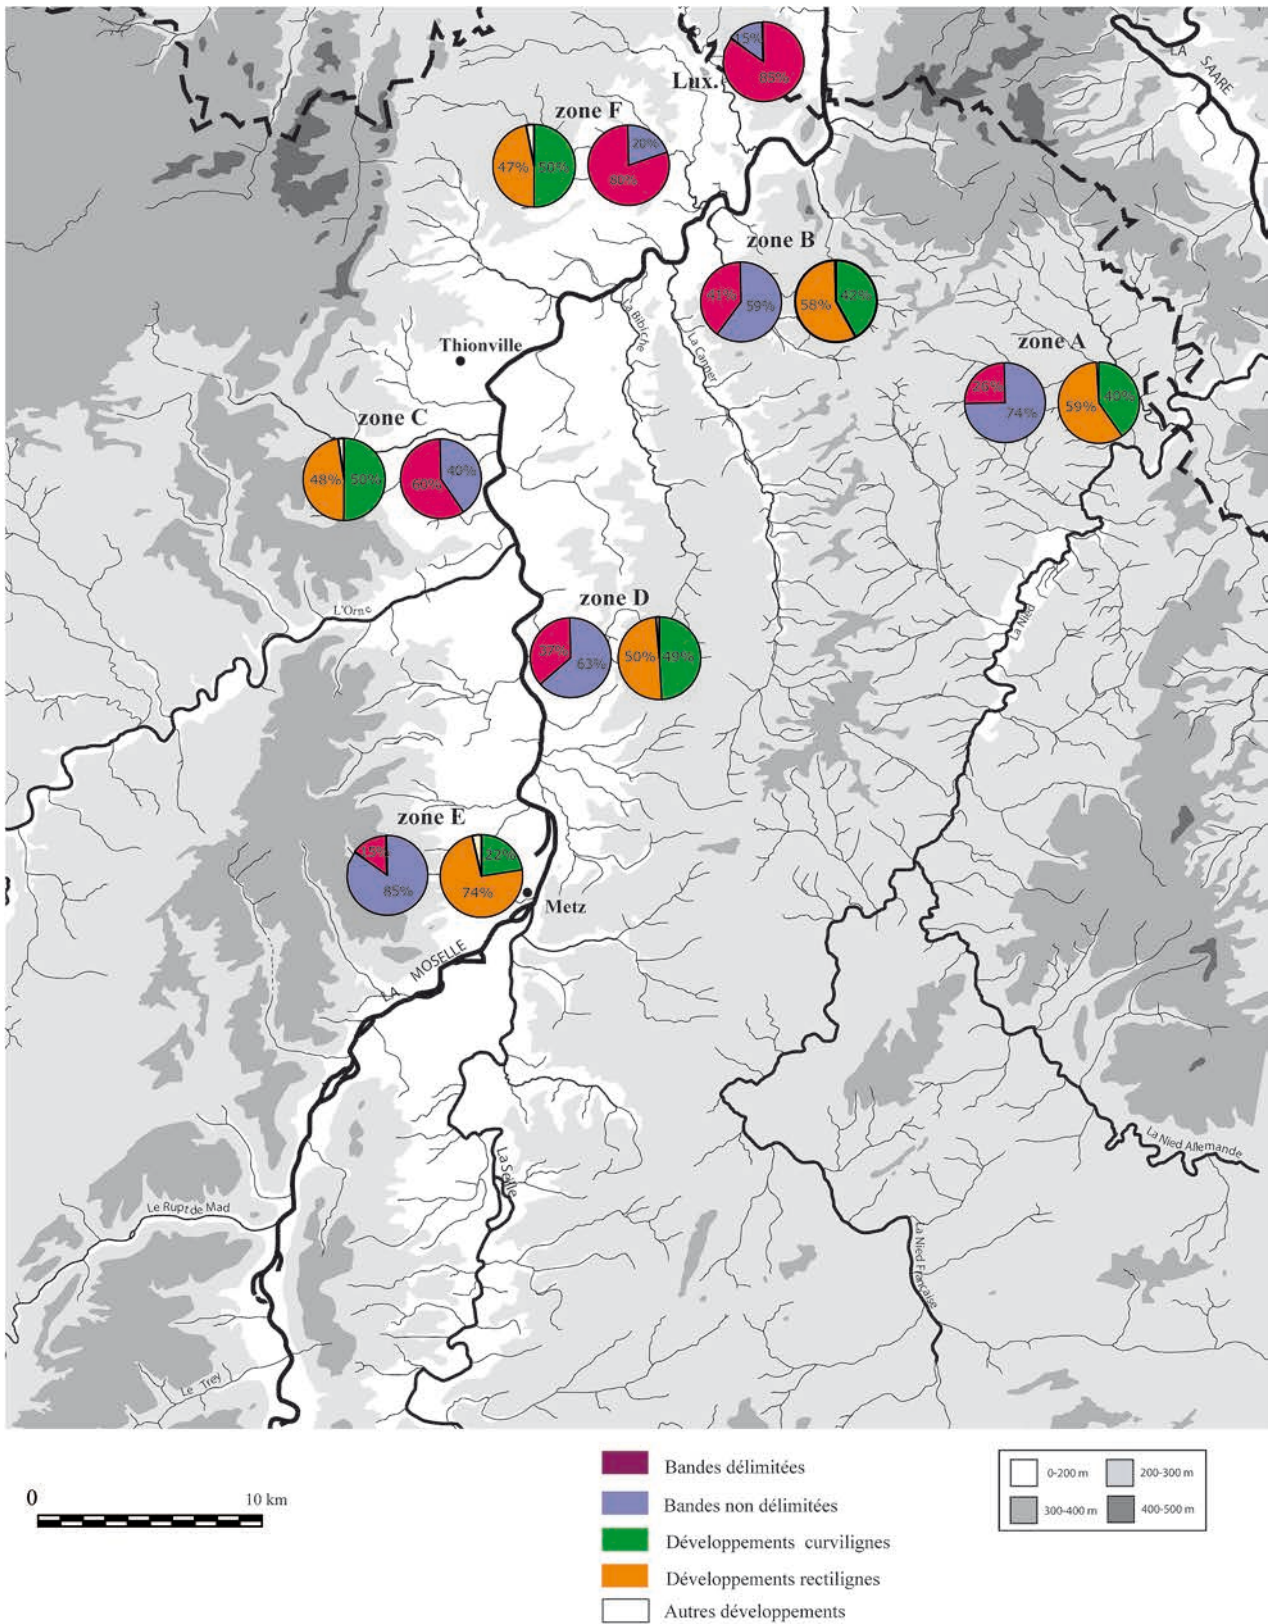 LA SAARE
Lux.
15%
85%
zone F
47%
50%
20%
80%
zone B
59%
58%
42%
La Bibiche
La Canner
Thionville
zone A
74%
59%
40%
zone C
48%
50%
40%
60%
L'Orne
zone D
37%
63%
50%
49%
La Nied
zone E
15%
85%
22%
74%
Metz
LA MOSELLE
La Seille
Le Rupt de Mad
La Nied Allemande
La Nied Française
Le Trey
0 10 km
Bandes délimitées
Bandes non délimitées
Développements curvilignes
Développements rectilignes
Autres développements
0-200 m 200-300 m
300-400 m 400-500 m